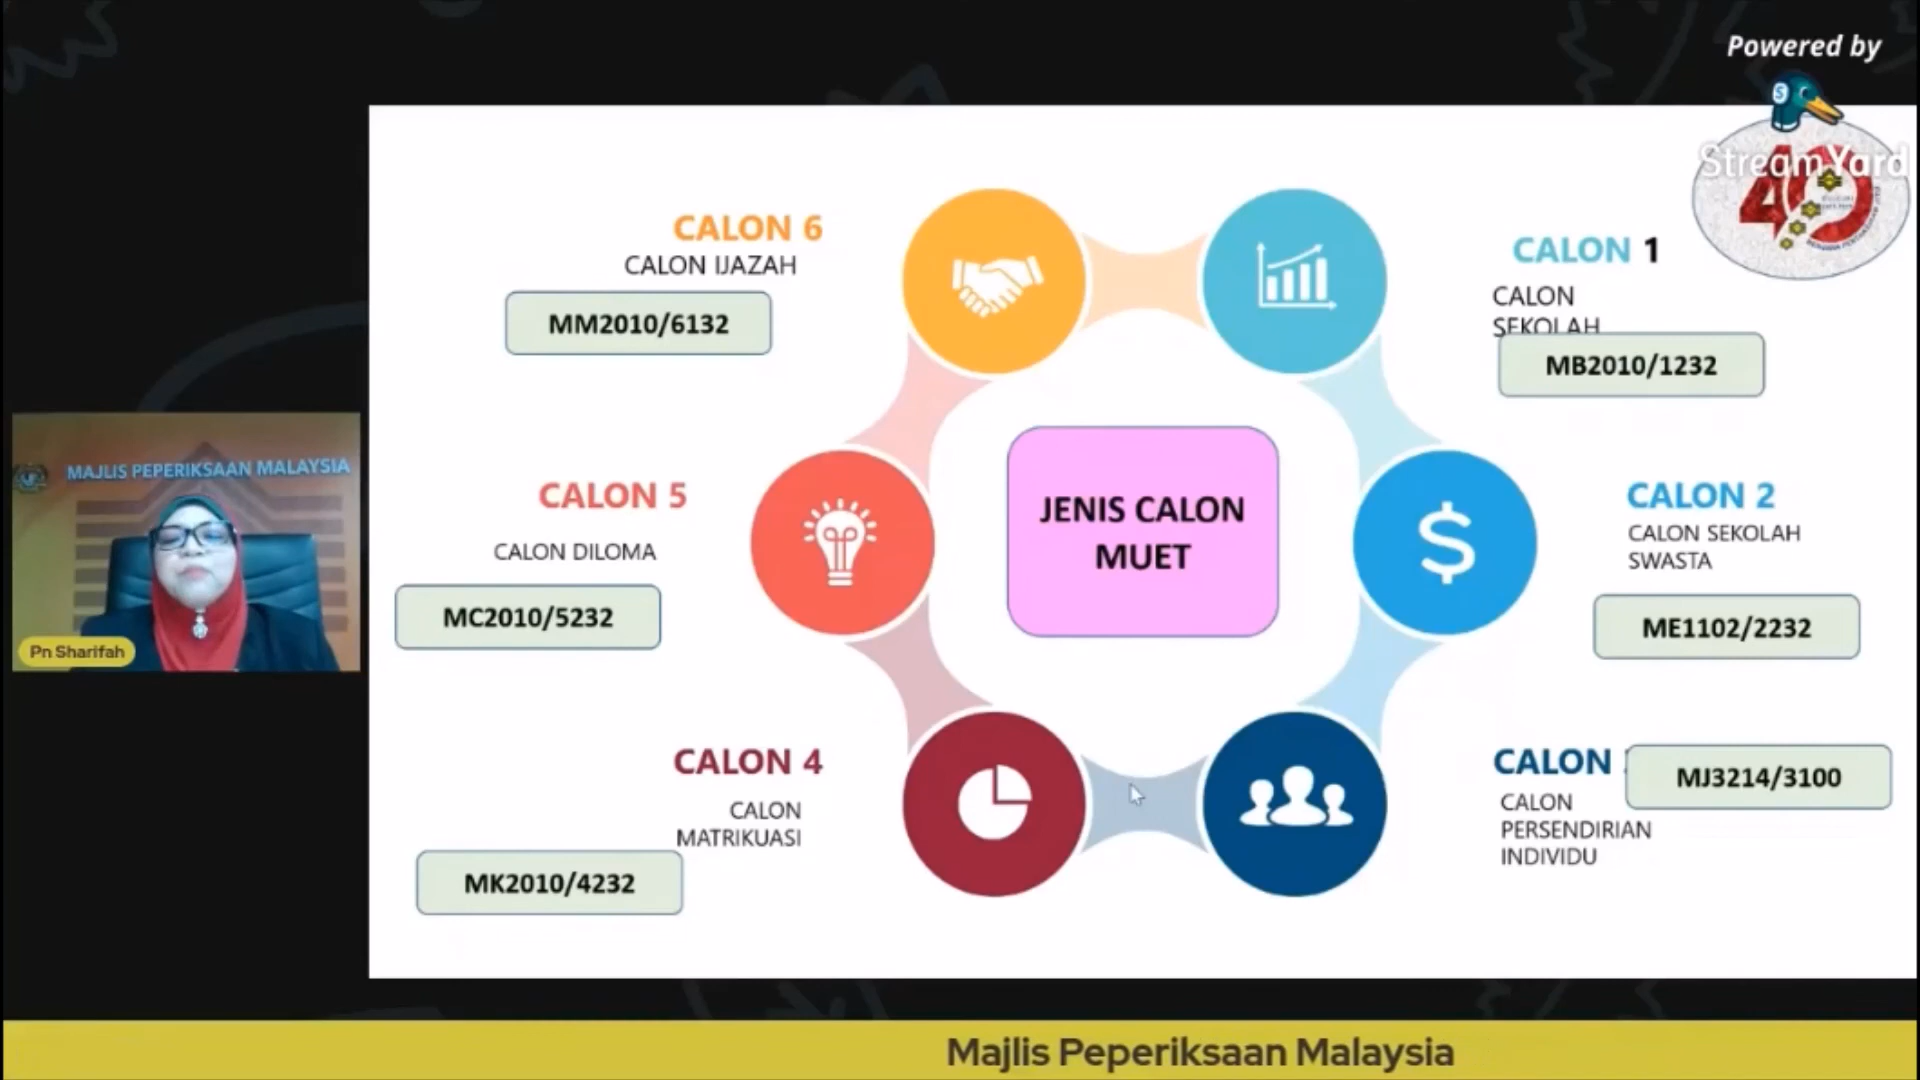 Powered by
StreamYard
40
CALON 6
CALON IJAZAH
MM2010/6132
CALON 1
CALON
SEKOLAH
MB2010/1232
MAJLIS PEPERIKSAAN MALAYSIA
Pn Sharifah
CALON 5
CALON DILOMA
MC2010/5232
JENIS CALON
MUET
$
CALON 2
CALON SEKOLAH
SWASTA
ME1102/2232
CALON 4
CALON
MATRIKUASI
MK2010/4232
CALON
MJ3214/3100
CALON
PERSENDIRIAN
INDIVIDU
Majlis Peperiksaan Malaysia